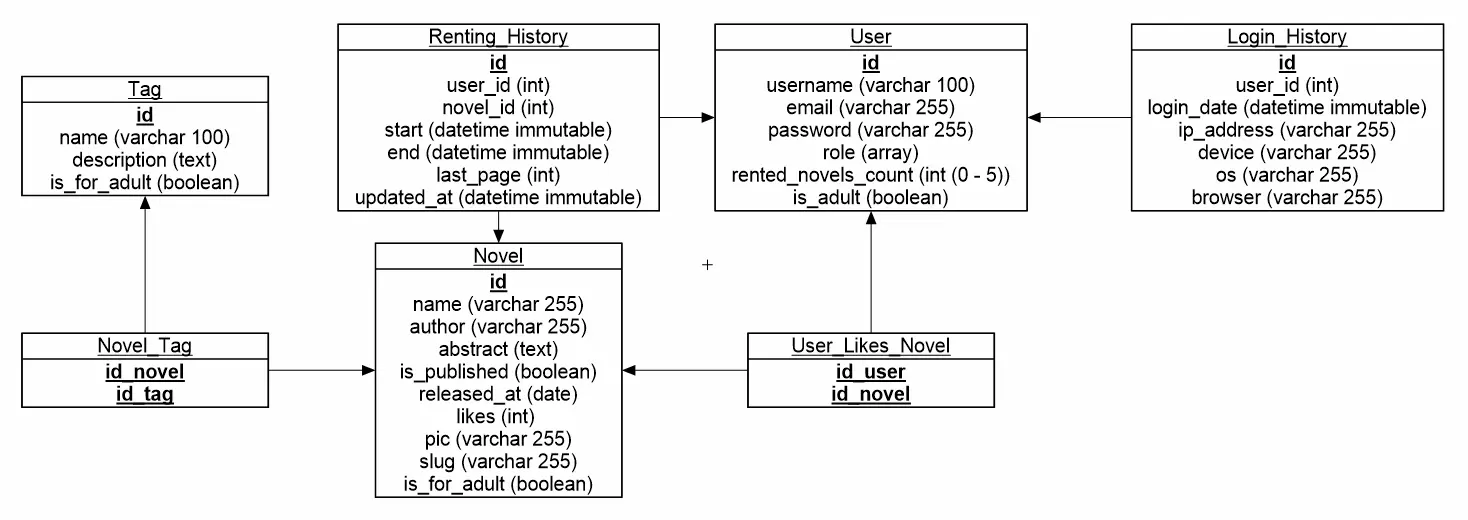 Renting_History
id
user_id (int)
novel_id (int)
start (datetime immutable)
end (datetime immutable)
last_page (int)
updated_at (datetime immutable)
User
id
username (varchar 100)
email (varchar 255)
password (varchar 255)
role (array)
rented_novels_count (int (0 - 5))
is_adult (boolean)
Login_History
id
user_id (int)
login_date (datetime immutable)
ip_address (varchar 255)
device (varchar 255)
os (varchar 255)
browser (varchar 255)
Tag
id
name (varchar 100)
description (text)
is_for_adult (boolean)
Novel
id
name (varchar 255)
author (varchar 255)
abstract (text)
is_published (boolean)
released_at (date)
likes (int)
pic (varchar 255)
slug (varchar 255)
is_for_adult (boolean)
Novel_Tag
id_novel
id_tag
User_Likes_Novel
id_user
id_novel